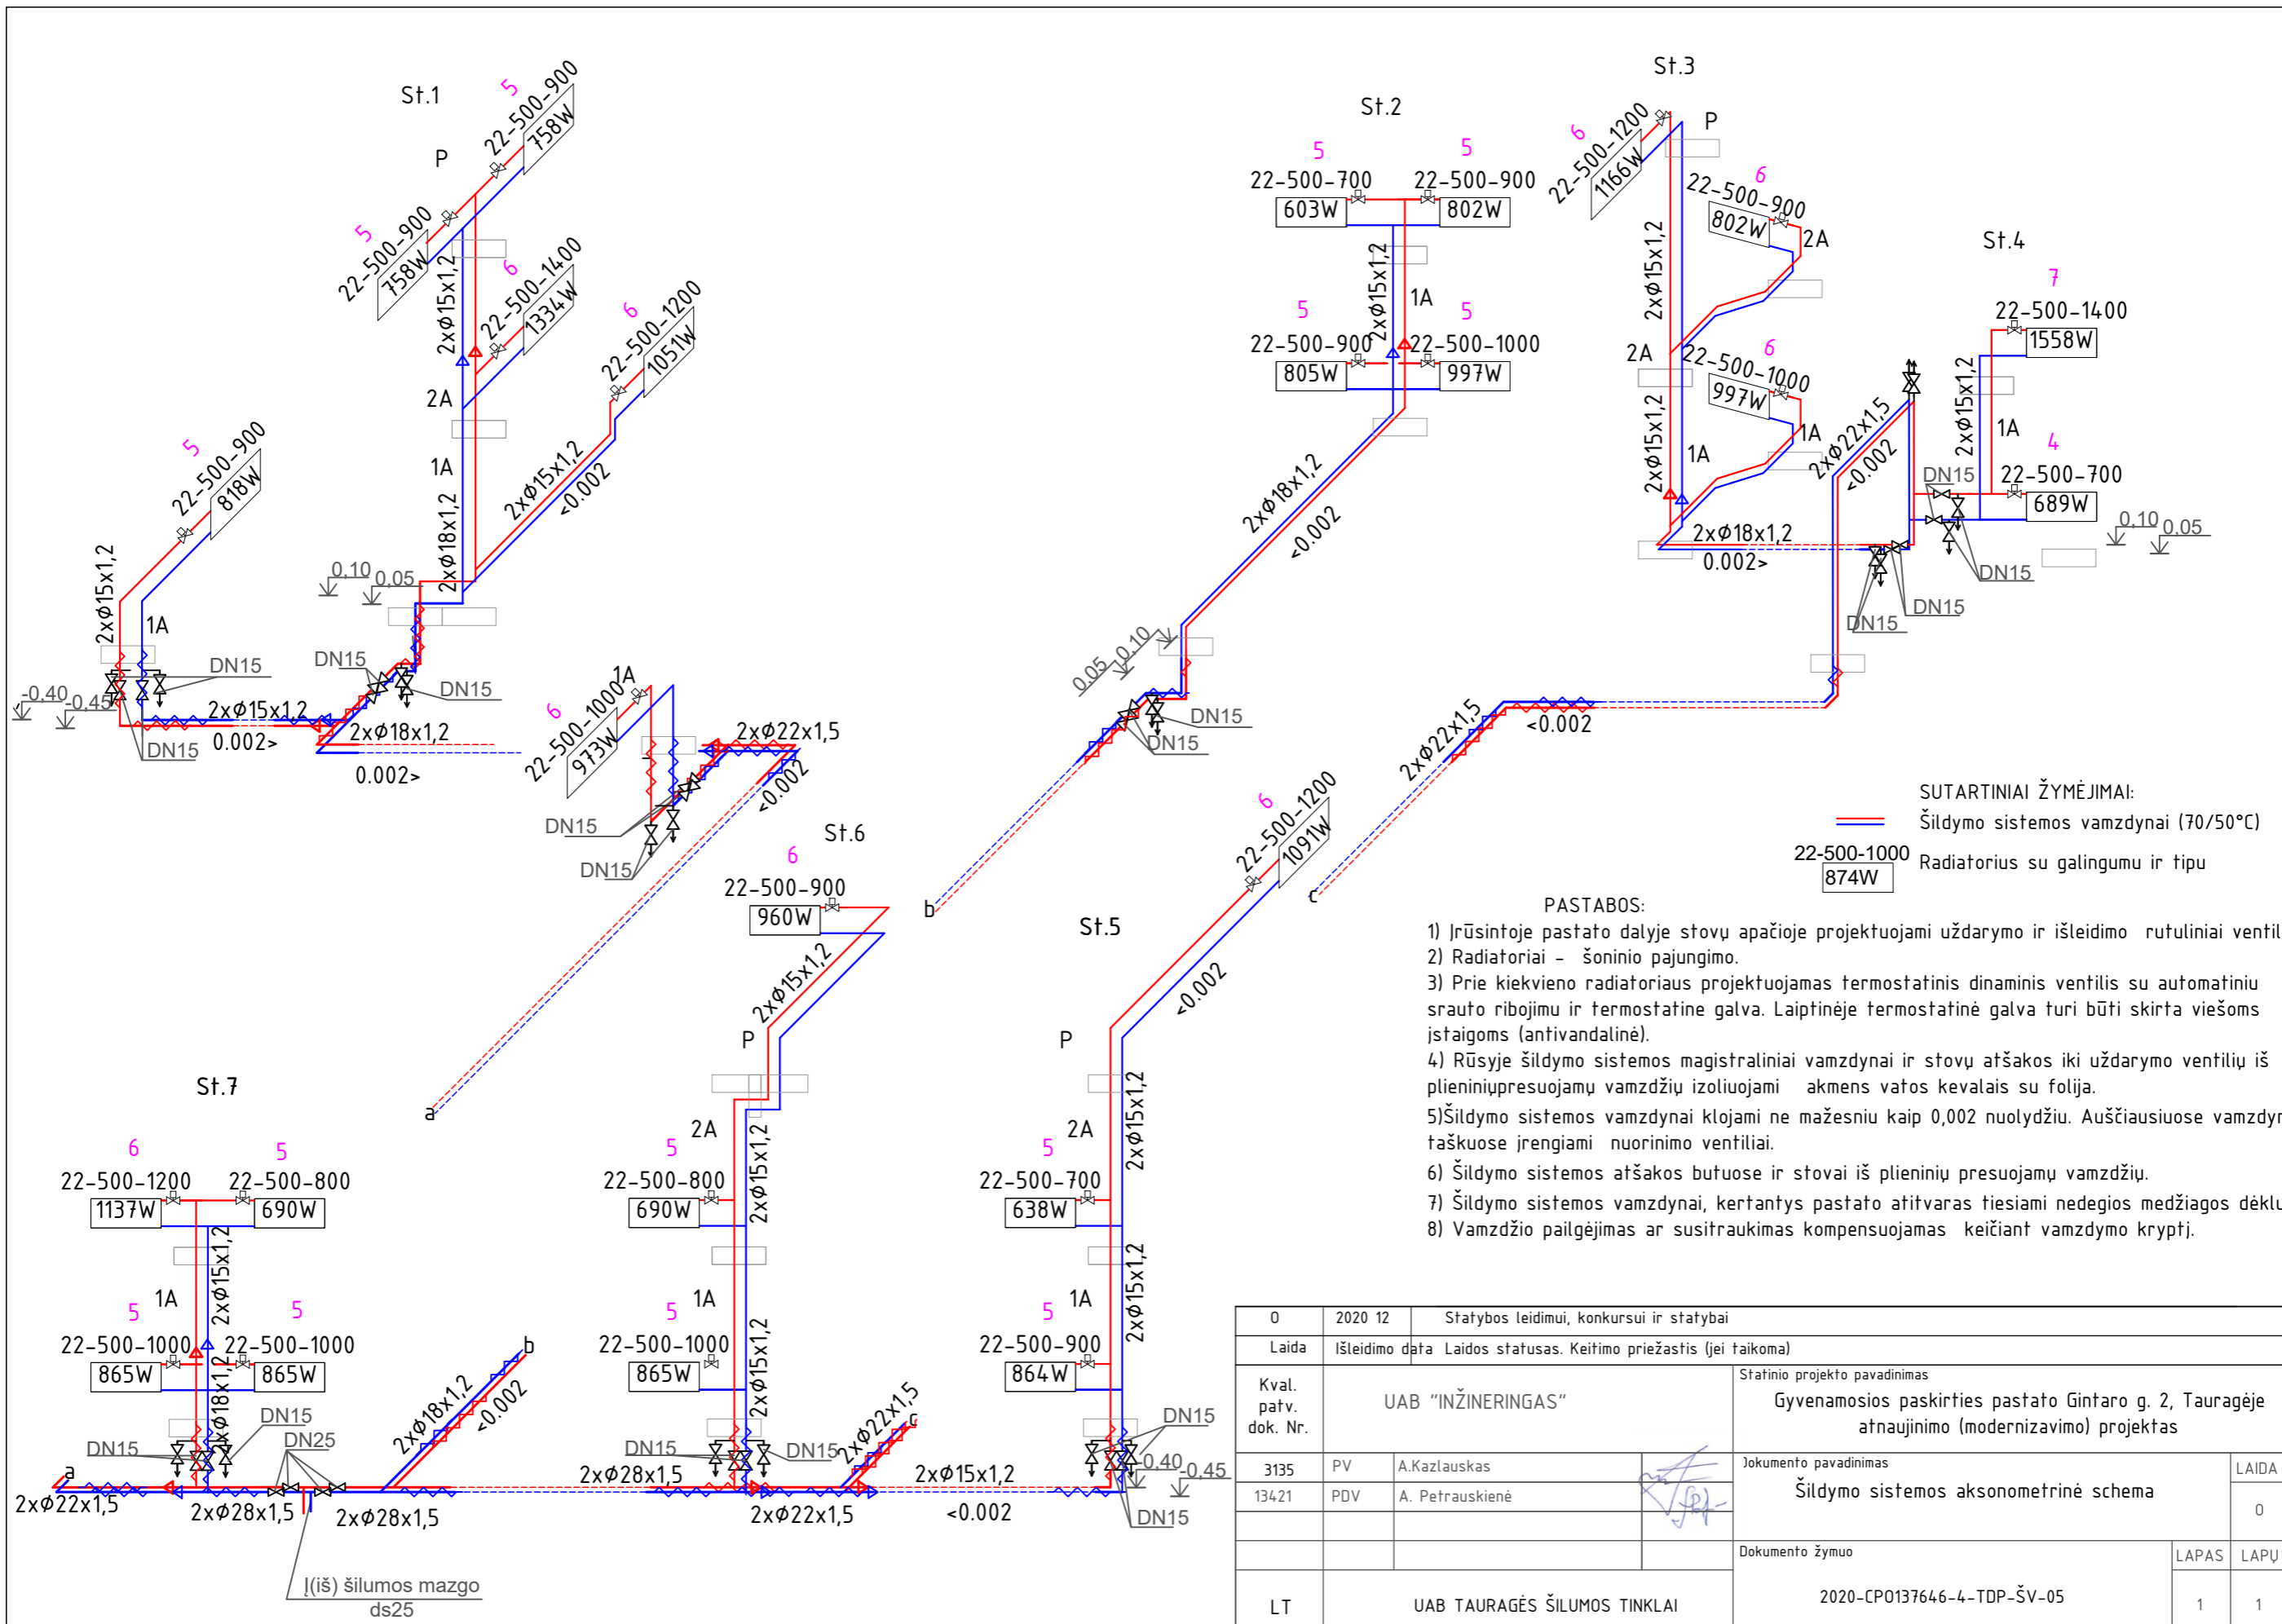 St.1
P
5
22-500-900
758W
5
22-500-900
758W
2xϕ15x1,2
6
22-500-1400
1334W
6
22-500-1200
1051W
2A
1A
2xϕ18x1,2
2xϕ15x1,2
<0.002
5
22-500-900
818W
2xϕ15x1,2
1A
0,10
0,05
DN15
DN15
DN15
-0,40
-0,45
2xϕ15x1,2
0.002>
DN15
2xϕ18x1,2
0.002>
1A
6
22-500-1000
973W
2xϕ22x1,5
<0.002
DN15
DN15
a
St.2
5
22-500-700
603W
5
22-500-900
802W
2xϕ15x1,2
1A
5
22-500-900
805W
5
22-500-1000
997W
2xϕ18x1,2
<0.002
0,05
0,10
DN15
DN15
b
St.3
P
6
22-500-1200
1166W
6
22-500-900
802W
2A
2xϕ15x1,2
2A
6
22-500-1000
997W
1A
2xϕ15x1,2
1A
2xϕ18x1,2
0.002>
St.4
7
22-500-1400
1558W
2xϕ15x1,2
1A
4
22-500-700
689W
2xϕ22x1,5
<0.002
DN15
DN15
DN15
DN15
0,10
0,05
2xϕ22x1,5
<0.002
c
SUTARTINIAI ŽYMĖJIMAI:
Šildymo sistemos vamzdynai (70/50°C)
22-500-1000
874W
Radiatorius su galingumu ir tipu
St.6
6
22-500-900
960W
2xϕ15x1,2
P
2A
5
22-500-800
690W
2xϕ15x1,2
1A
5
22-500-1000
865W
2xϕ15x1,2
DN15
DN15
St.5
6
22-500-1200
1091W
<0.002
P
2A
2xϕ15x1,2
5
22-500-700
638W
1A
2xϕ15x1,2
5
22-500-900
864W
DN15
-0,40
-0,45
DN15
St.7
6
22-500-1200
1137W
5
22-500-800
690W
2xϕ15x1,2
1A
5
22-500-1000
865W
5
22-500-1000
865W
2xϕ18x1,2
DN15
DN15
DN25
a
2xϕ22x1,5
2xϕ28x1,5
2xϕ28x1,5
2xϕ18x1,2
<0.002
b
2xϕ28x1,5
2xϕ22x1,5
2xϕ22x1,5
c
2xϕ15x1,2
<0.002
Į(iš) šilumos mazgo
ds25
PASTABOS:
1) Įrūsintoje pastato dalyje stovų apačioje projektuojami uždarymo ir išleidimo rutuliniai ventil
2) Radiatoriai - šoninio pajungimo.
3) Prie kiekvieno radiatoriaus projektuojamas termostatinis dinaminis ventilis su automatiniu
srauto ribojimu ir termostatine galva. Laiptinėje termostatinė galva turi būti skirta viešoms
įstaigoms (antivandalinė).
4) Rūsyje šildymo sistemos magistraliniai vamzdynai ir stovų atšakos iki uždarymo ventilių iš
plieniniųpresuojamų vamzdžių izoliuojami akmens vatos kevalais su folija.
5)Šildymo sistemos vamzdynai klojami ne mažesniu kaip 0,002 nuolydžiu. Auščiausiuose vamzdyn
taškuose įrengiami nuorinimo ventiliai.
6) Šildymo sistemos atšakos butuose ir stovai iš plieninių presuojamų vamzdžių.
7) Šildymo sistemos vamzdynai, kertantys pastato atitvaras tiesiami nedegios medžiagos dėklu
8) Vamzdžio pailgėjimas ar susitraukimas kompensuojamas keičiant vamzdymo kryptį.
0 2020 12 Statybos leidimui, konkursui ir statybai
Laida Išleidimo data Laidos statusas. Keitimo priežastis (jei taikoma)
Kval.
patv.
dok. Nr.
UAB "INŽINERINGAS"
Statinio projekto pavadinimas
Gyvenamosios paskirties pastato Gintaro g. 2, Tauragėje
atnaujinimo (modernizavimo) projektas
3135 PV A.Kazlauskas
13421 PDV A. Petrauskienė
Dokumento pavadinimas
Šildymo sistemos aksonometrinė schema
LAIDA
0
Dokumento žymuo
2020-CPO137646-4-TDP-ŠV-05
LAPAS LAPŲ
1 1
LT UAB TAURAGĖS ŠILUMOS TINKLAI